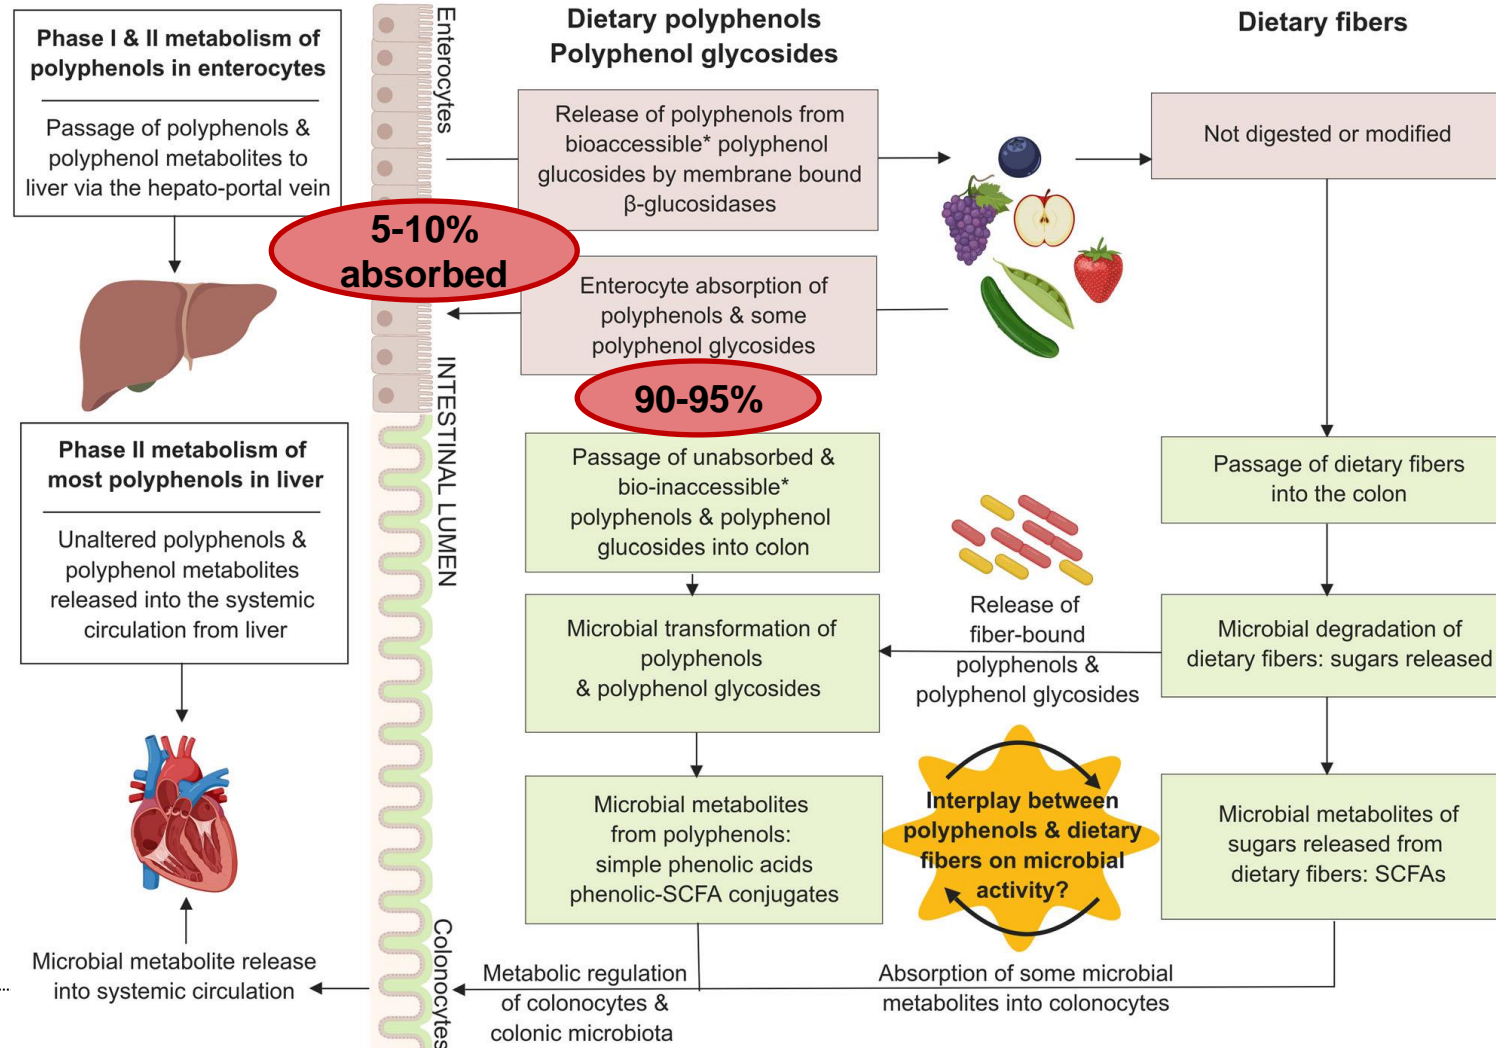 Phase I & II metabolism of
polyphenols in enterocytes
Passage of polyphenols &
polyphenol metabolites to
liver via the hepato-portal vein
Enterocytes
Dietary polyphenols
Polyphenol glycosides
Dietary fibers
Release of polyphenols from
bioaccessible* polyphenol
glucosides by membrane bound
β-glucosidases
Not digested or modified
5-10%
absorbed
Enterocyte absorption of
polyphenols & some
polyphenol glycosides
90-95%
INTESTINAL LUMEN
Phase II metabolism of
most polyphenols in liver
Unaltered polyphenols &
polyphenol metabolites
released into the systemic
circulation from liver
Passage of unabsorbed &
bio-inaccessible*
polyphenols & polyphenol
glucosides into colon
Passage of dietary fibers
into the colon
Microbial transformation of
polyphenols
& polyphenol glycosides
Release of
fiber-bound
polyphenols &
polyphenol glycosides
Microbial degradation of
dietary fibers: sugars released
Microbial metabolites
from polyphenols:
simple phenolic acids
phenolic-SCFA conjugates
Interplay between
polyphenols & dietary
fibers on microbial
activity?
Microbial metabolites of
sugars released from
dietary fibers: SCFAs
Colonocytes
Microbial metabolite release
into systemic circulation
Metabolic regulation
of colonocytes &
colonic microbiota
Absorption of some microbial
metabolites into colonocytes